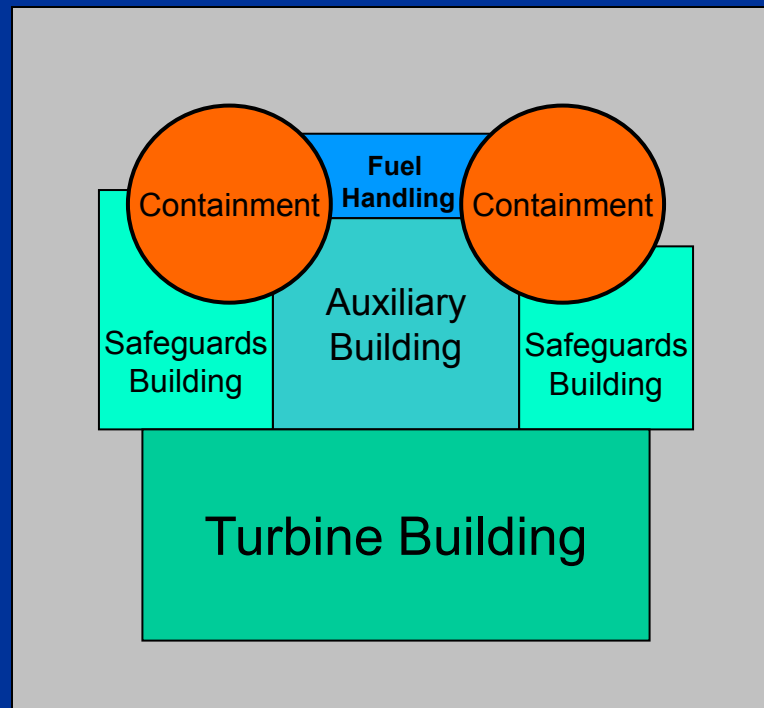 Fuel
Handling
Containment
Containment
Auxiliary
Building
Safeguards
Building
Safeguards
Building
Turbine Building